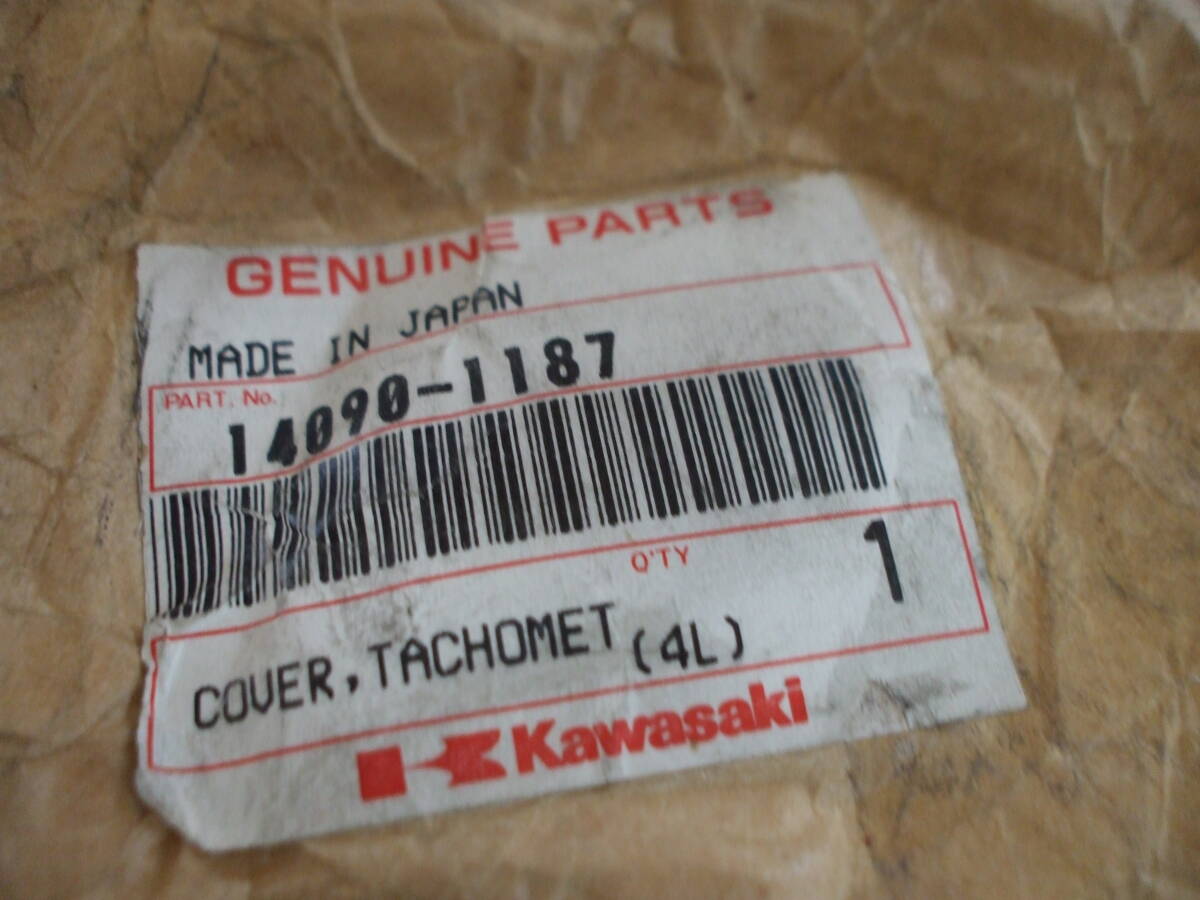 GENUINE PARTS
MADE IN JAPAN
PART. No.
14090-1187
Q'TY
1
COVER,TACHOMET (4L)
Kawasaki